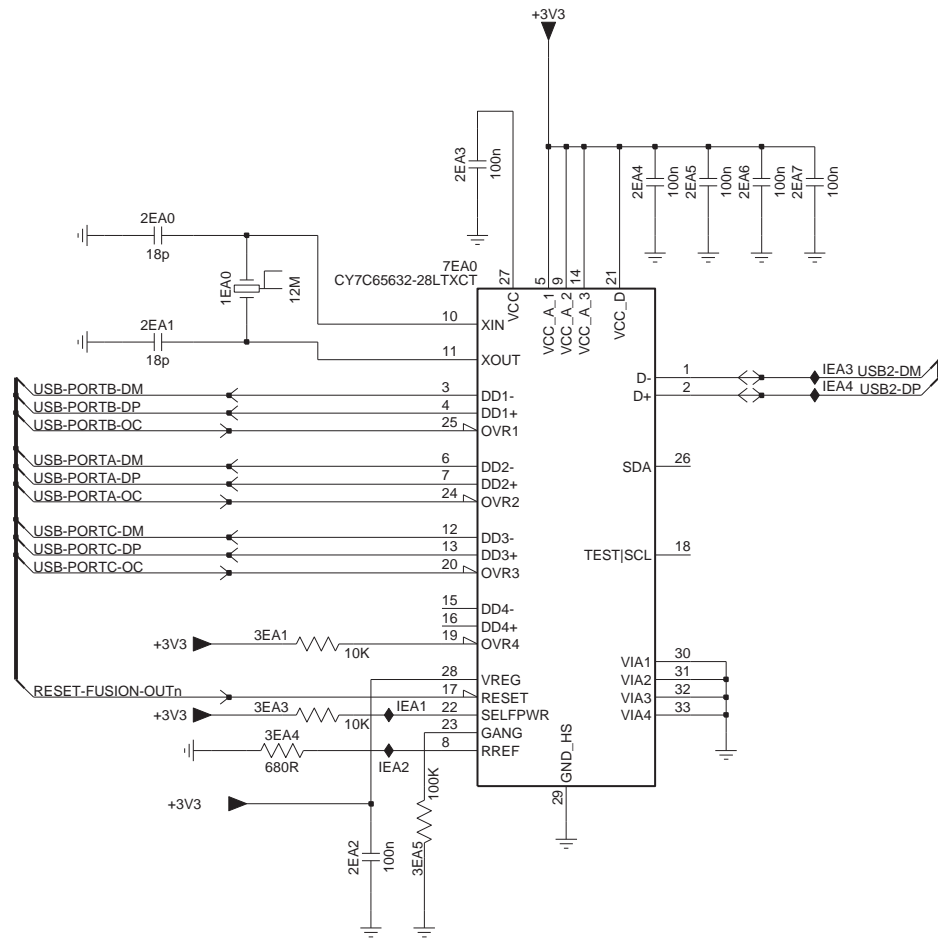 +3V3
2EA3
100n
2EA4
100n
2EA5
100n
2EA6
100n
2EA7
100n
2EA0
18p
1EA0
12M
2EA1
18p
7EA0
CY7C65632-28LTXCT
27
5
9
14
21
VCC
VCC_A_1
VCC_A_2
VCC_A_3
VCC_D
10 XIN
11 XOUT
USB-PORTB-DM 3 DD1-
USB-PORTB-DP 4 DD1+
USB-PORTB-OC 25 OVR1
USB-PORTA-DM 6 DD2-
USB-PORTA-DP 7 DD2+
USB-PORTA-OC 24 OVR2
USB-PORTC-DM 12 DD3-
USB-PORTC-DP 13 DD3+
USB-PORTC-OC 20 OVR3
15 DD4-
16 DD4+
+3V3 3EA1 10K 19 OVR4
28 VREG
RESET-FUSION-OUTn 17 RESET
+3V3 3EA3 10K IEA1 22 SELFPWR
23 GANG
3EA4 680R IEA2 8 RREF
D- 1 IEA3 USB2-DM
D+ 2 IEA4 USB2-DP
SDA 26
TEST|SCL 18
VIA1 30
VIA2 31
VIA3 32
VIA4 33
GND_HS
29
+3V3
2EA2
100n
3EA5
100K